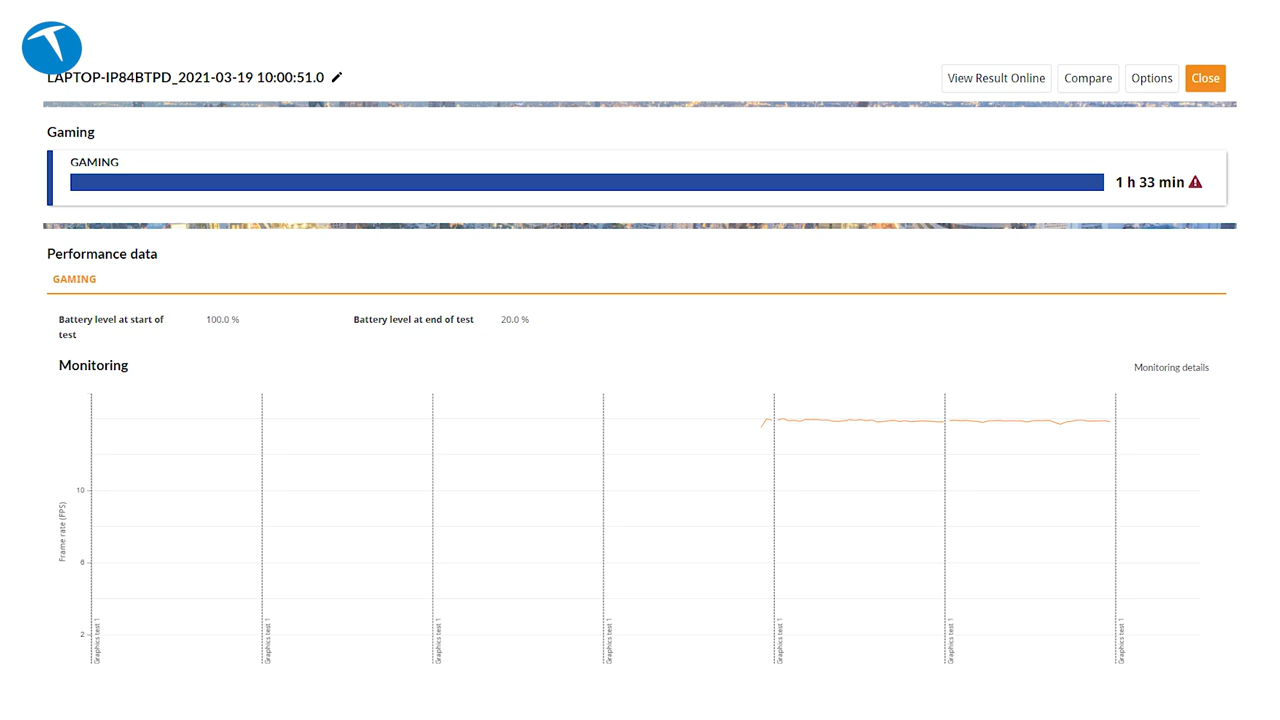 LAPTOP-IP84BTPD_2021-03-19 10:00:51.0
View Result Online
Compare
Options
Close
Gaming
GAMING
1 h 33 min
Performance data
GAMING
Battery level at start of
test
100.0 %
Battery level at end of test
20.0 %
Monitoring
Monitoring details
Frame rate (FPS)
10
6
2
Graphics test 1
Graphics test 1
Graphics test 1
Graphics test 1
Graphics test 1
Graphics test 1
Graphics test 1